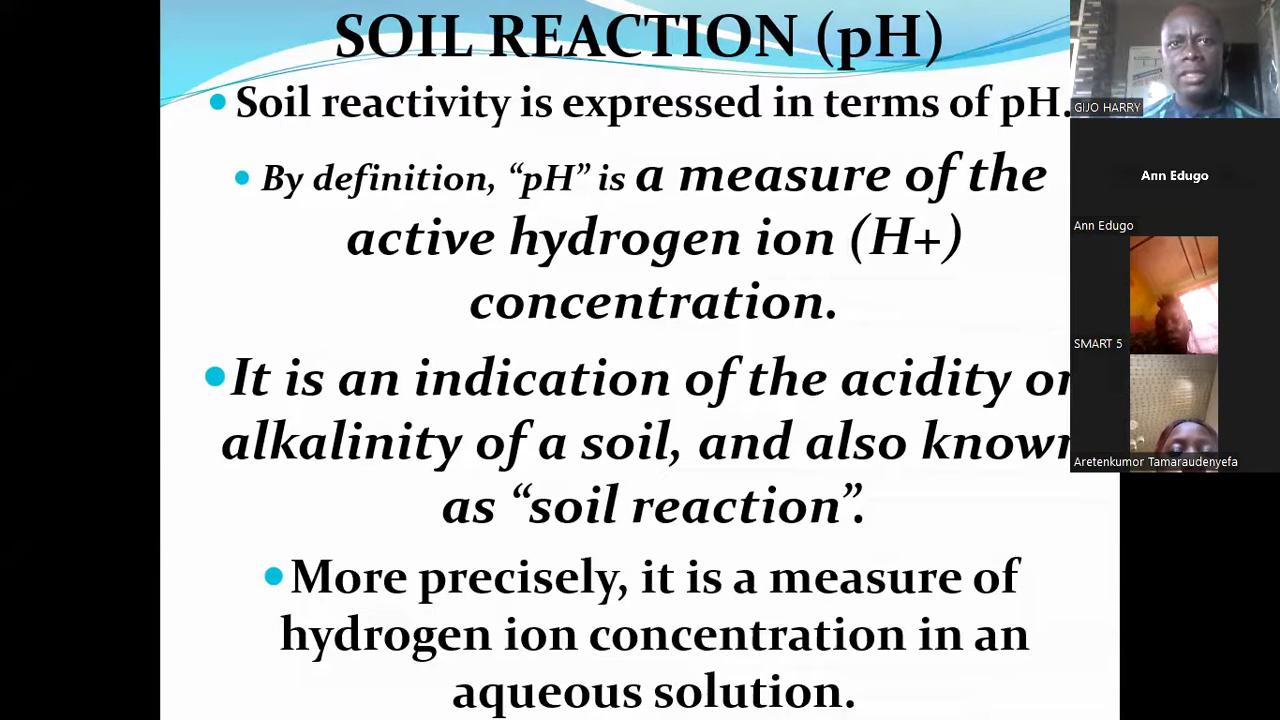 SOIL REACTION (pH)
• Soil reactivity is expressed in terms of pH.
• By definition, “pH” is a measure of the
active hydrogen ion (H+)
concentration.
• It is an indication of the acidity or
alkalinity of a soil, and also known
as “soil reaction”.
• More precisely, it is a measure of
hydrogen ion concentration in an
aqueous solution.
GIJO HARRY
Ann Edugo
Ann Edugo
SMART 5
Aretenkumor Tamaraudenyefa